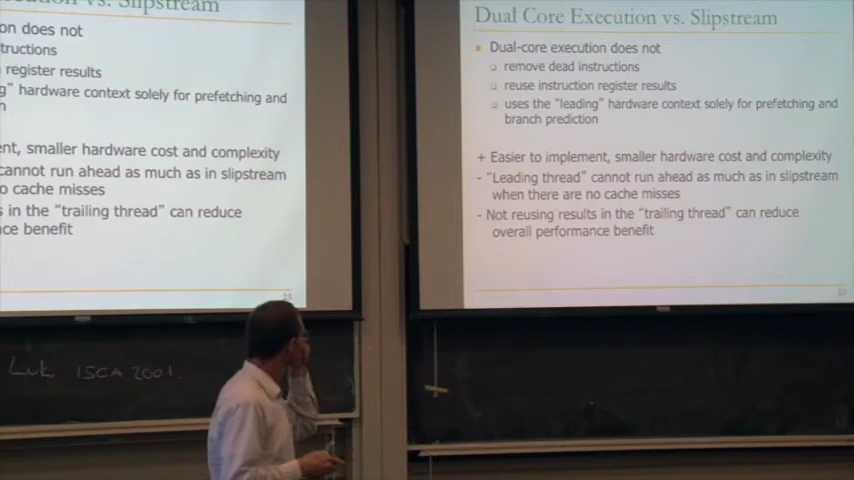 vs. Slipstream
on does not
tructions
register results
hardware context solely for prefetching and
nt, smaller hardware cost and complexity
cannot run ahead as much as in slipstream
o cache misses
s in the “trailing thread” can reduce
ce benefit
Luk ISCA 2001.
Dual Core Execution vs. Slipstream
Dual-core execution does not
remove dead instructions
reuse instruction register results
uses the “leading” hardware context solely for prefetching and
branch prediction
+ Easier to implement, smaller hardware cost and complexity
- “Leading thread” cannot run ahead as much as in slipstream
when there are no cache misses
- Not reusing results in the “trailing thread” can reduce
overall performance benefit